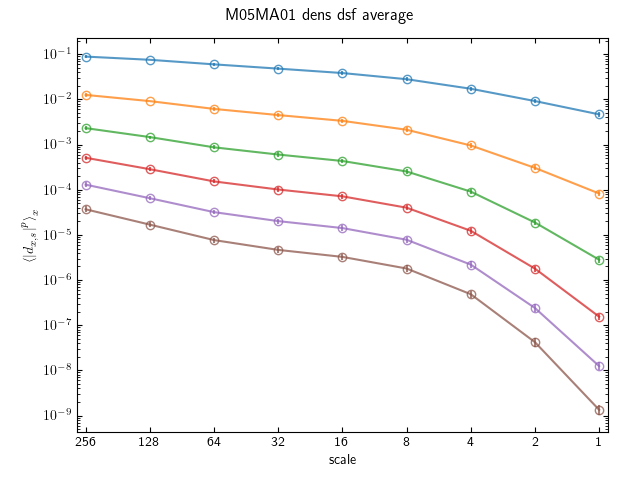 M05MA01 dens dsf average
10⁻¹
10⁻²
10⁻³
10⁻⁴
10⁻⁵
10⁻⁶
10⁻⁷
10⁻⁸
10⁻⁹
⟨|d_{x,s}|^p⟩_x
256 128 64 32 16 8 4 2 1
scale